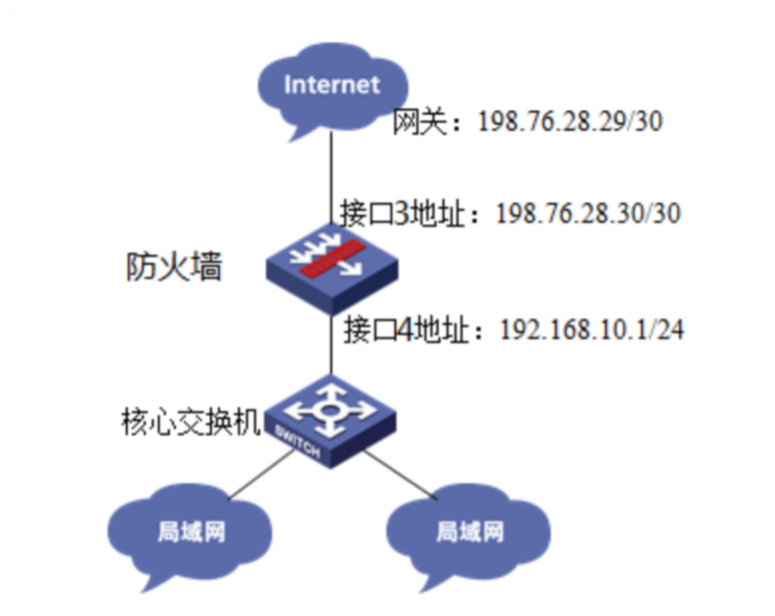 Internet
网关：198.76.28.29/30
接口3地址：198.76.28.30/30
防火墙
接口4地址：192.168.10.1/24
核心交换机
SWITCH
局域网
局域网